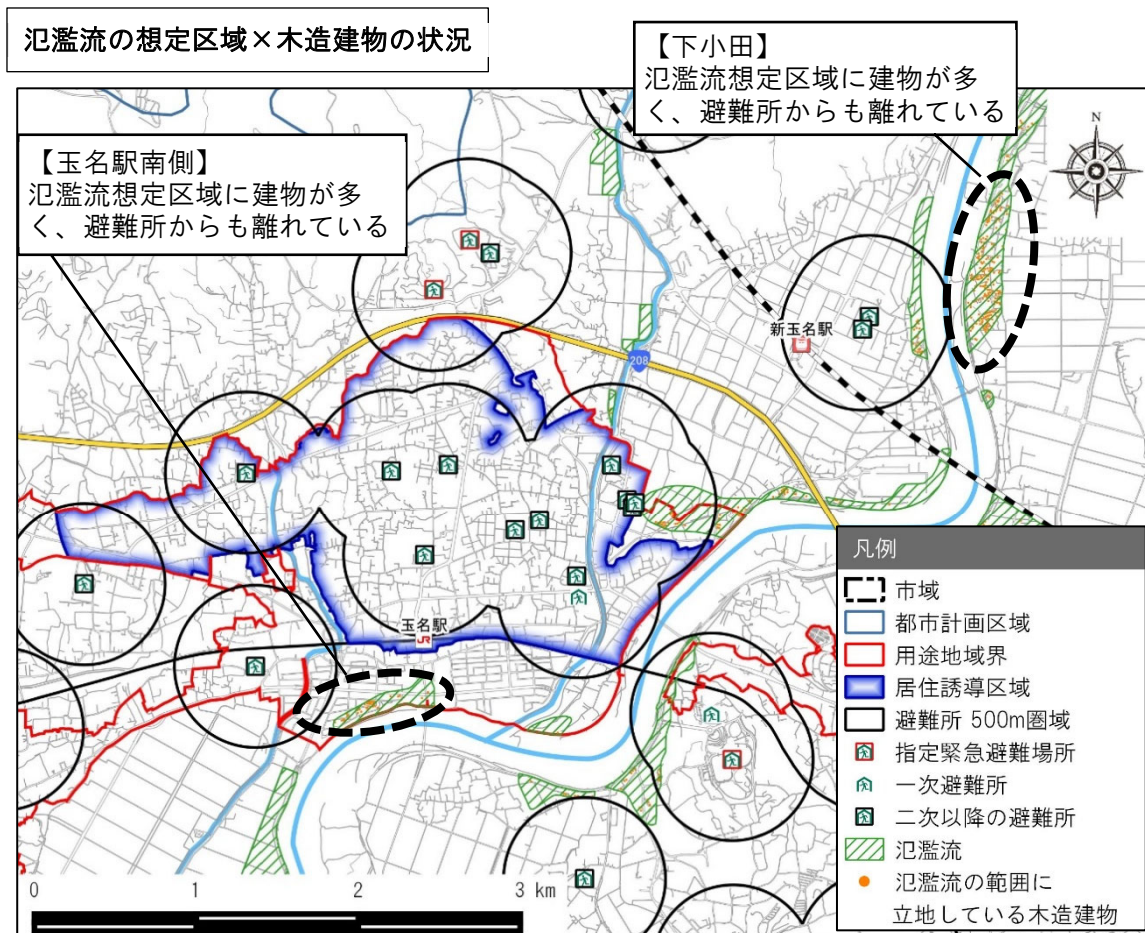 氾濫流の想定区域×木造建物の状況
【下小田】
氾濫流想定区域に建物が多
く、避難所からも離れている
【玉名駅南側】
氾濫流想定区域に建物が多
く、避難所からも離れている
N
新玉名駅
208
玉名駅
JR
凡例
市域
都市計画区域
用途地域界
居住誘導区域
避難所 500m圏域
指定緊急避難場所
一次避難所
二次以降の避難所
氾濫流
氾濫流の範囲に
立地している木造建物
0 1 2 3 km